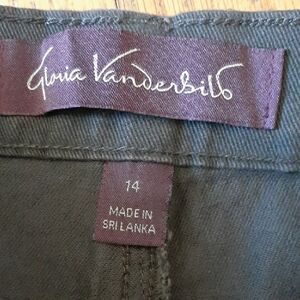 Gloria Vanderbilt
14
MADE IN
SRI LANKA